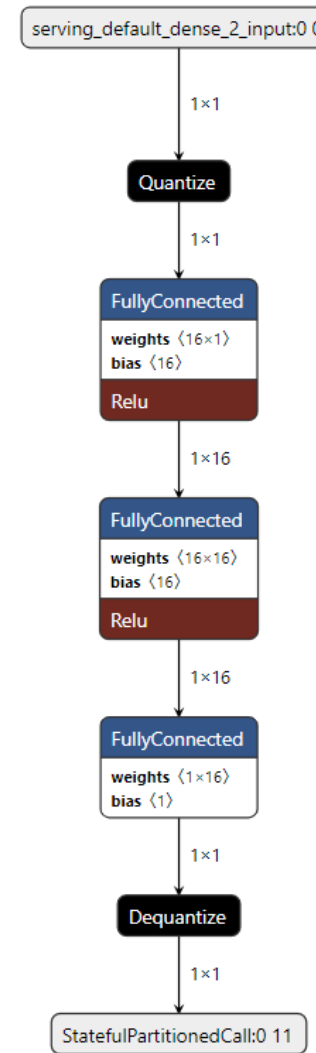 serving_default_dense_2_input:0 0
1×1
Quantize
1×1
FullyConnected
weights 〈16×1〉
bias 〈16〉
Relu
1×16
FullyConnected
weights 〈16×16〉
bias 〈16〉
Relu
1×16
FullyConnected
weights 〈1×16〉
bias 〈1〉
1×1
Dequantize
1×1
StatefulPartitionedCall:0 11